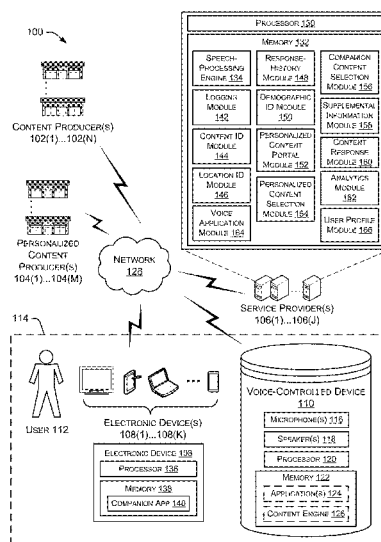 100
PROCESSOR 130
MEMORY 132
SPEECH-PROCESSING ENGINE 134
RESPONSE-HISTORY MODULE 148
COMPANION CONTENT SELECTION MODULE 156
LOGGING MODULE 142
DEMOGRAPHIC ID MODULE 150
SUPPLEMENTAL INFORMATION MODULE 158
CONTENT ID MODULE 144
PERSONALIZED CONTENT PORTAL MODULE 152
CONTENT RESPONSE MODULE 160
LOCATION ID MODULE 146
PERSONALIZED CONTENT SELECTION MODULE 154
ANALYTICS MODULE 162
VOICE APPLICATION MODULE 164
USER PROFILE MODULE 166
CONTENT PRODUCER(S)
102(1)...102(N)
PERSONALIZED
CONTENT
PRODUCER(S)
104(1)...104(M)
NETWORK
128
SERVICE PROVIDER(S)
106(1)...106(J)
114
USER 112
ELECTRONIC DEVICE(S)
108(1)...108(K)
ELECTRONIC DEVICE 108
PROCESSOR 136
MEMORY 138
COMPANION APP 140
VOICE-CONTROLLED DEVICE
110
MICROPHONE(S) 116
SPEAKER(S) 118
PROCESSOR 120
MEMORY 122
APPLICATION(S) 124
CONTENT ENGINE 126